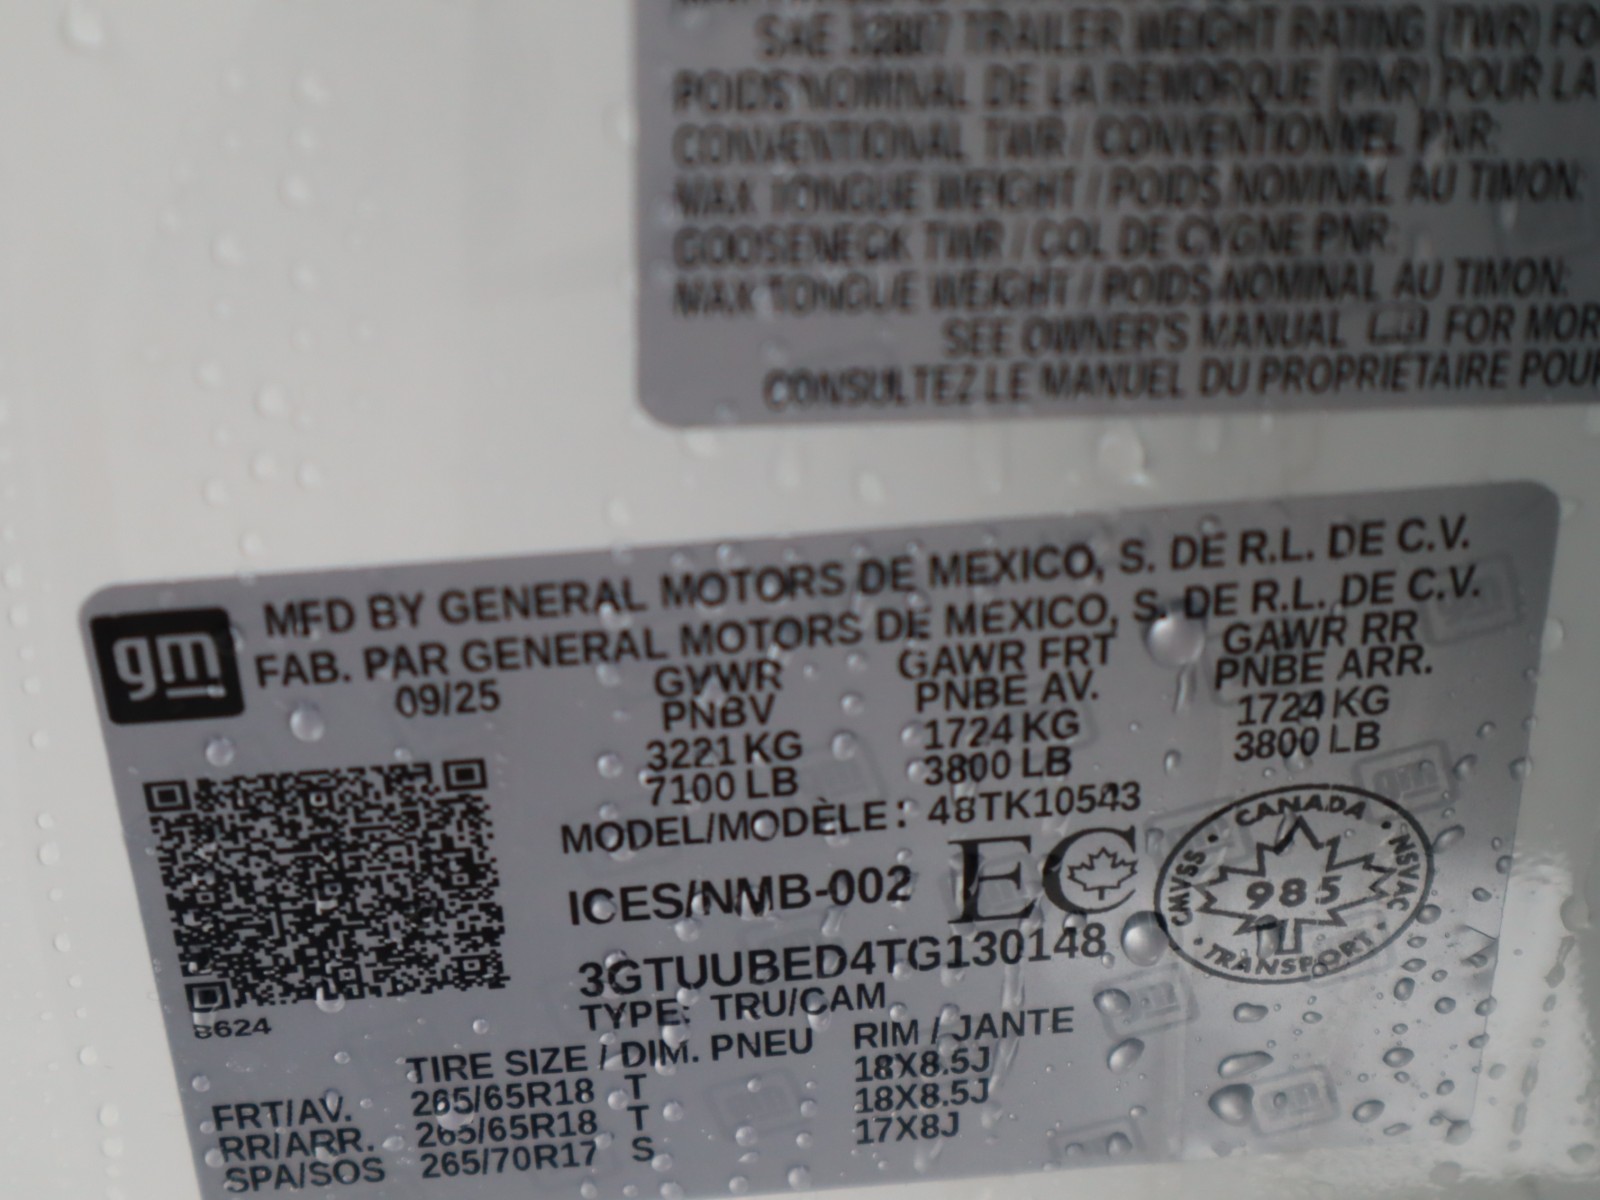 SAE J2807 TRAILER WEIGHT RATING (TWR) FO
POIDS NOMINAL DE LA REMORQUE (PNR) POUR LA
CONVENTIONAL TWR / CONVENTIONNEL PNR:
MAX TONGUE WEIGHT / POIDS NOMINAL AU TIMON:
GOOSENECK TWR / COL DE CYGNE PNR:
MAX TONGUE WEIGHT / POIDS NOMINAL AU TIMON:
SEE OWNER'S MANUAL FOR MOR
CONSULTEZ LE MANUEL DU PROPRIETAIRE POUR
gm
MFD BY GENERAL MOTORS DE MEXICO, S. DE R.L. DE C.V.
FAB. PAR GENERAL MOTORS DE MEXICO, S. DE R.L. DE C.V.
09/25 GVWR GAWR FRT GAWR RR
PNBV PNBE AV. PNBE ARR.
3221 KG 1724 KG 1724 KG
7100 LB 3800 LB 3800 LB
MODEL/MODÈLE: 48TK10543
ICES/NMB-002 EC
CANADA
CMVSS 985 NSVAC
TRANSPORT
3GTUUBED4TG130148
TYPE: TRU/CAM
8624
TIRE SIZE / DIM. PNEU RIM / JANTE
FRT/AV. 265/65R18 T 18X8.5J
RR/ARR. 265/65R18 T 18X8.5J
SPA/SOS 265/70R17 S 17X8J